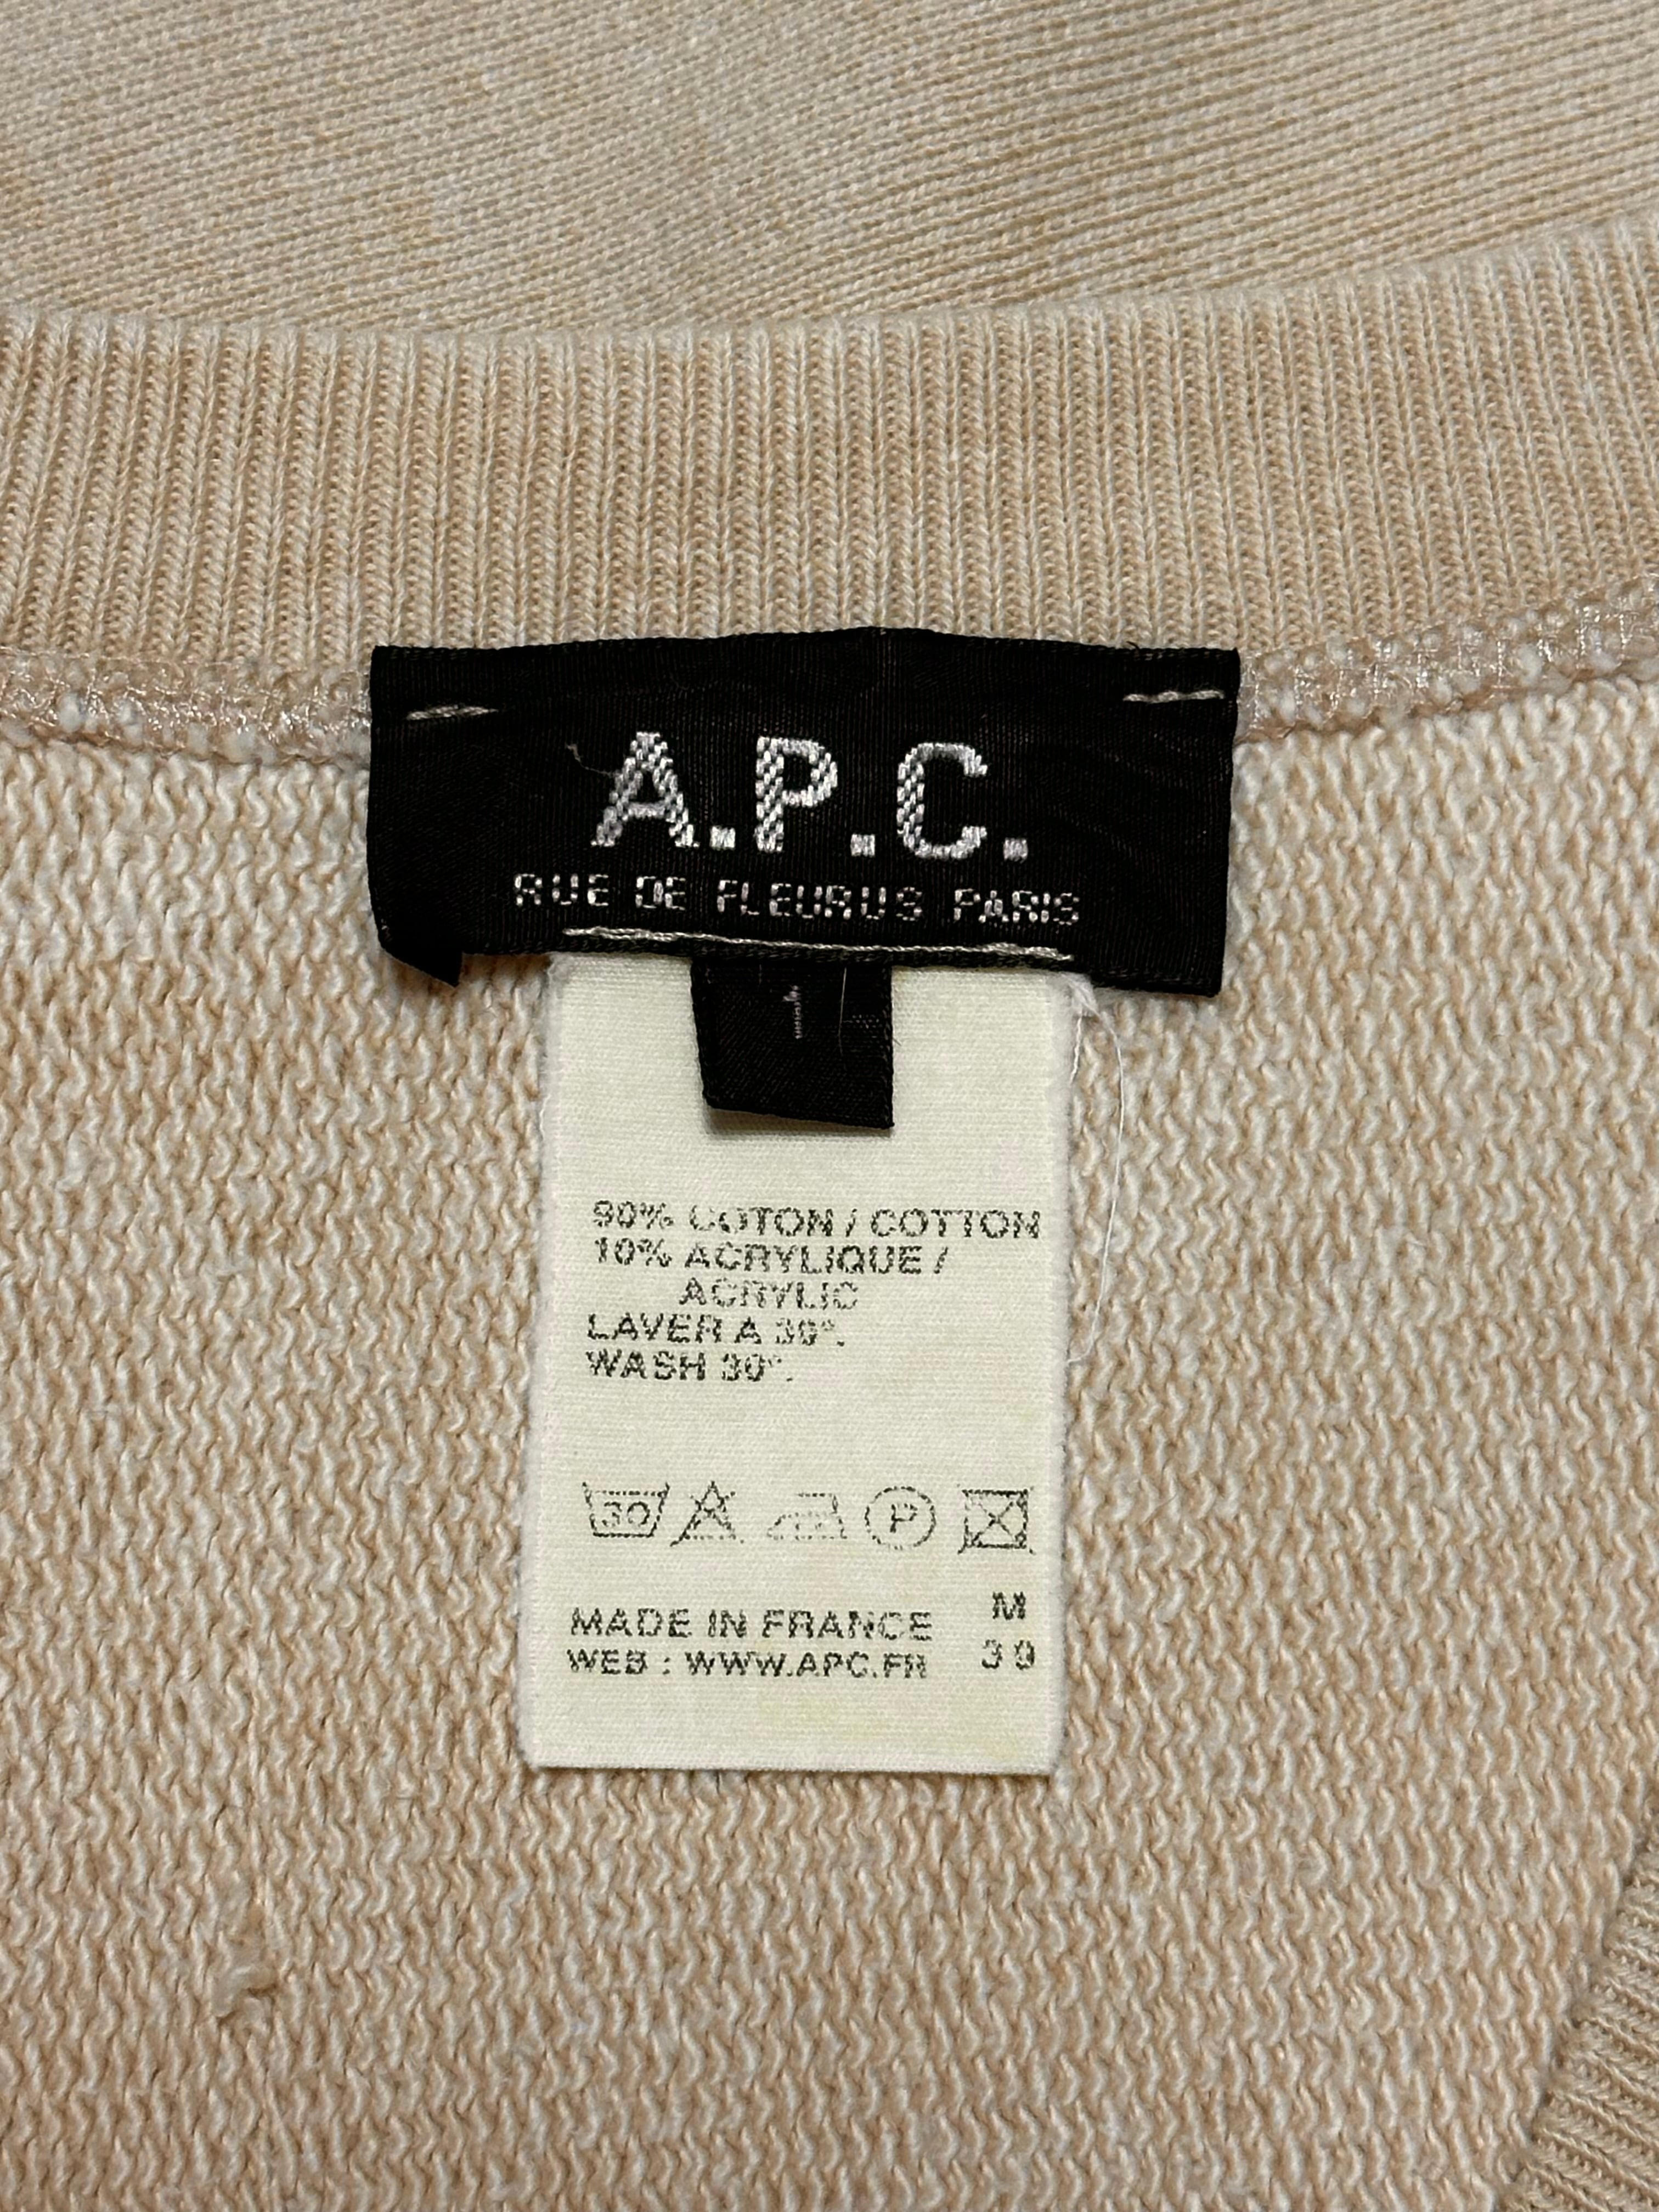 A.P.C.
RUE DE FLEURUS PARIS
1
90% COTON / COTTON
10% ACRYLIQUE /
ACRYLIC
LAVER A 30°.
WASH 30°.
30 P
MADE IN FRANCE
WEB : WWW.APC.FR
M
39